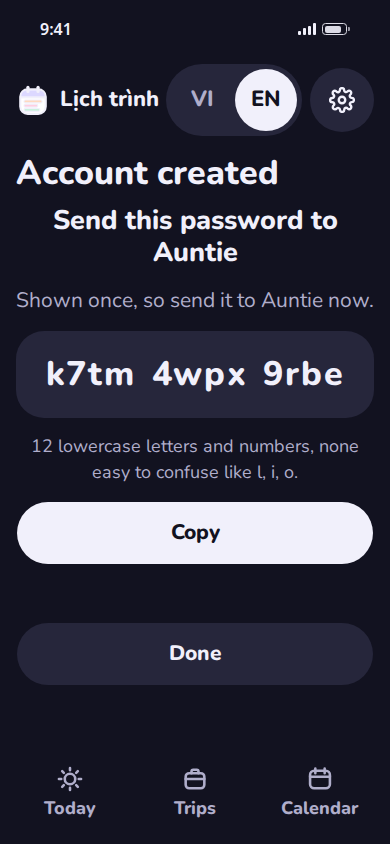 9:41
Lịch trình
VI
EN
Account created
Send this password to
Auntie
Shown once, so send it to Auntie now.
k7tm 4wpx 9rbe
12 lowercase letters and numbers, none
easy to confuse like l, i, o.
Copy
Done
Today
Trips
Calendar